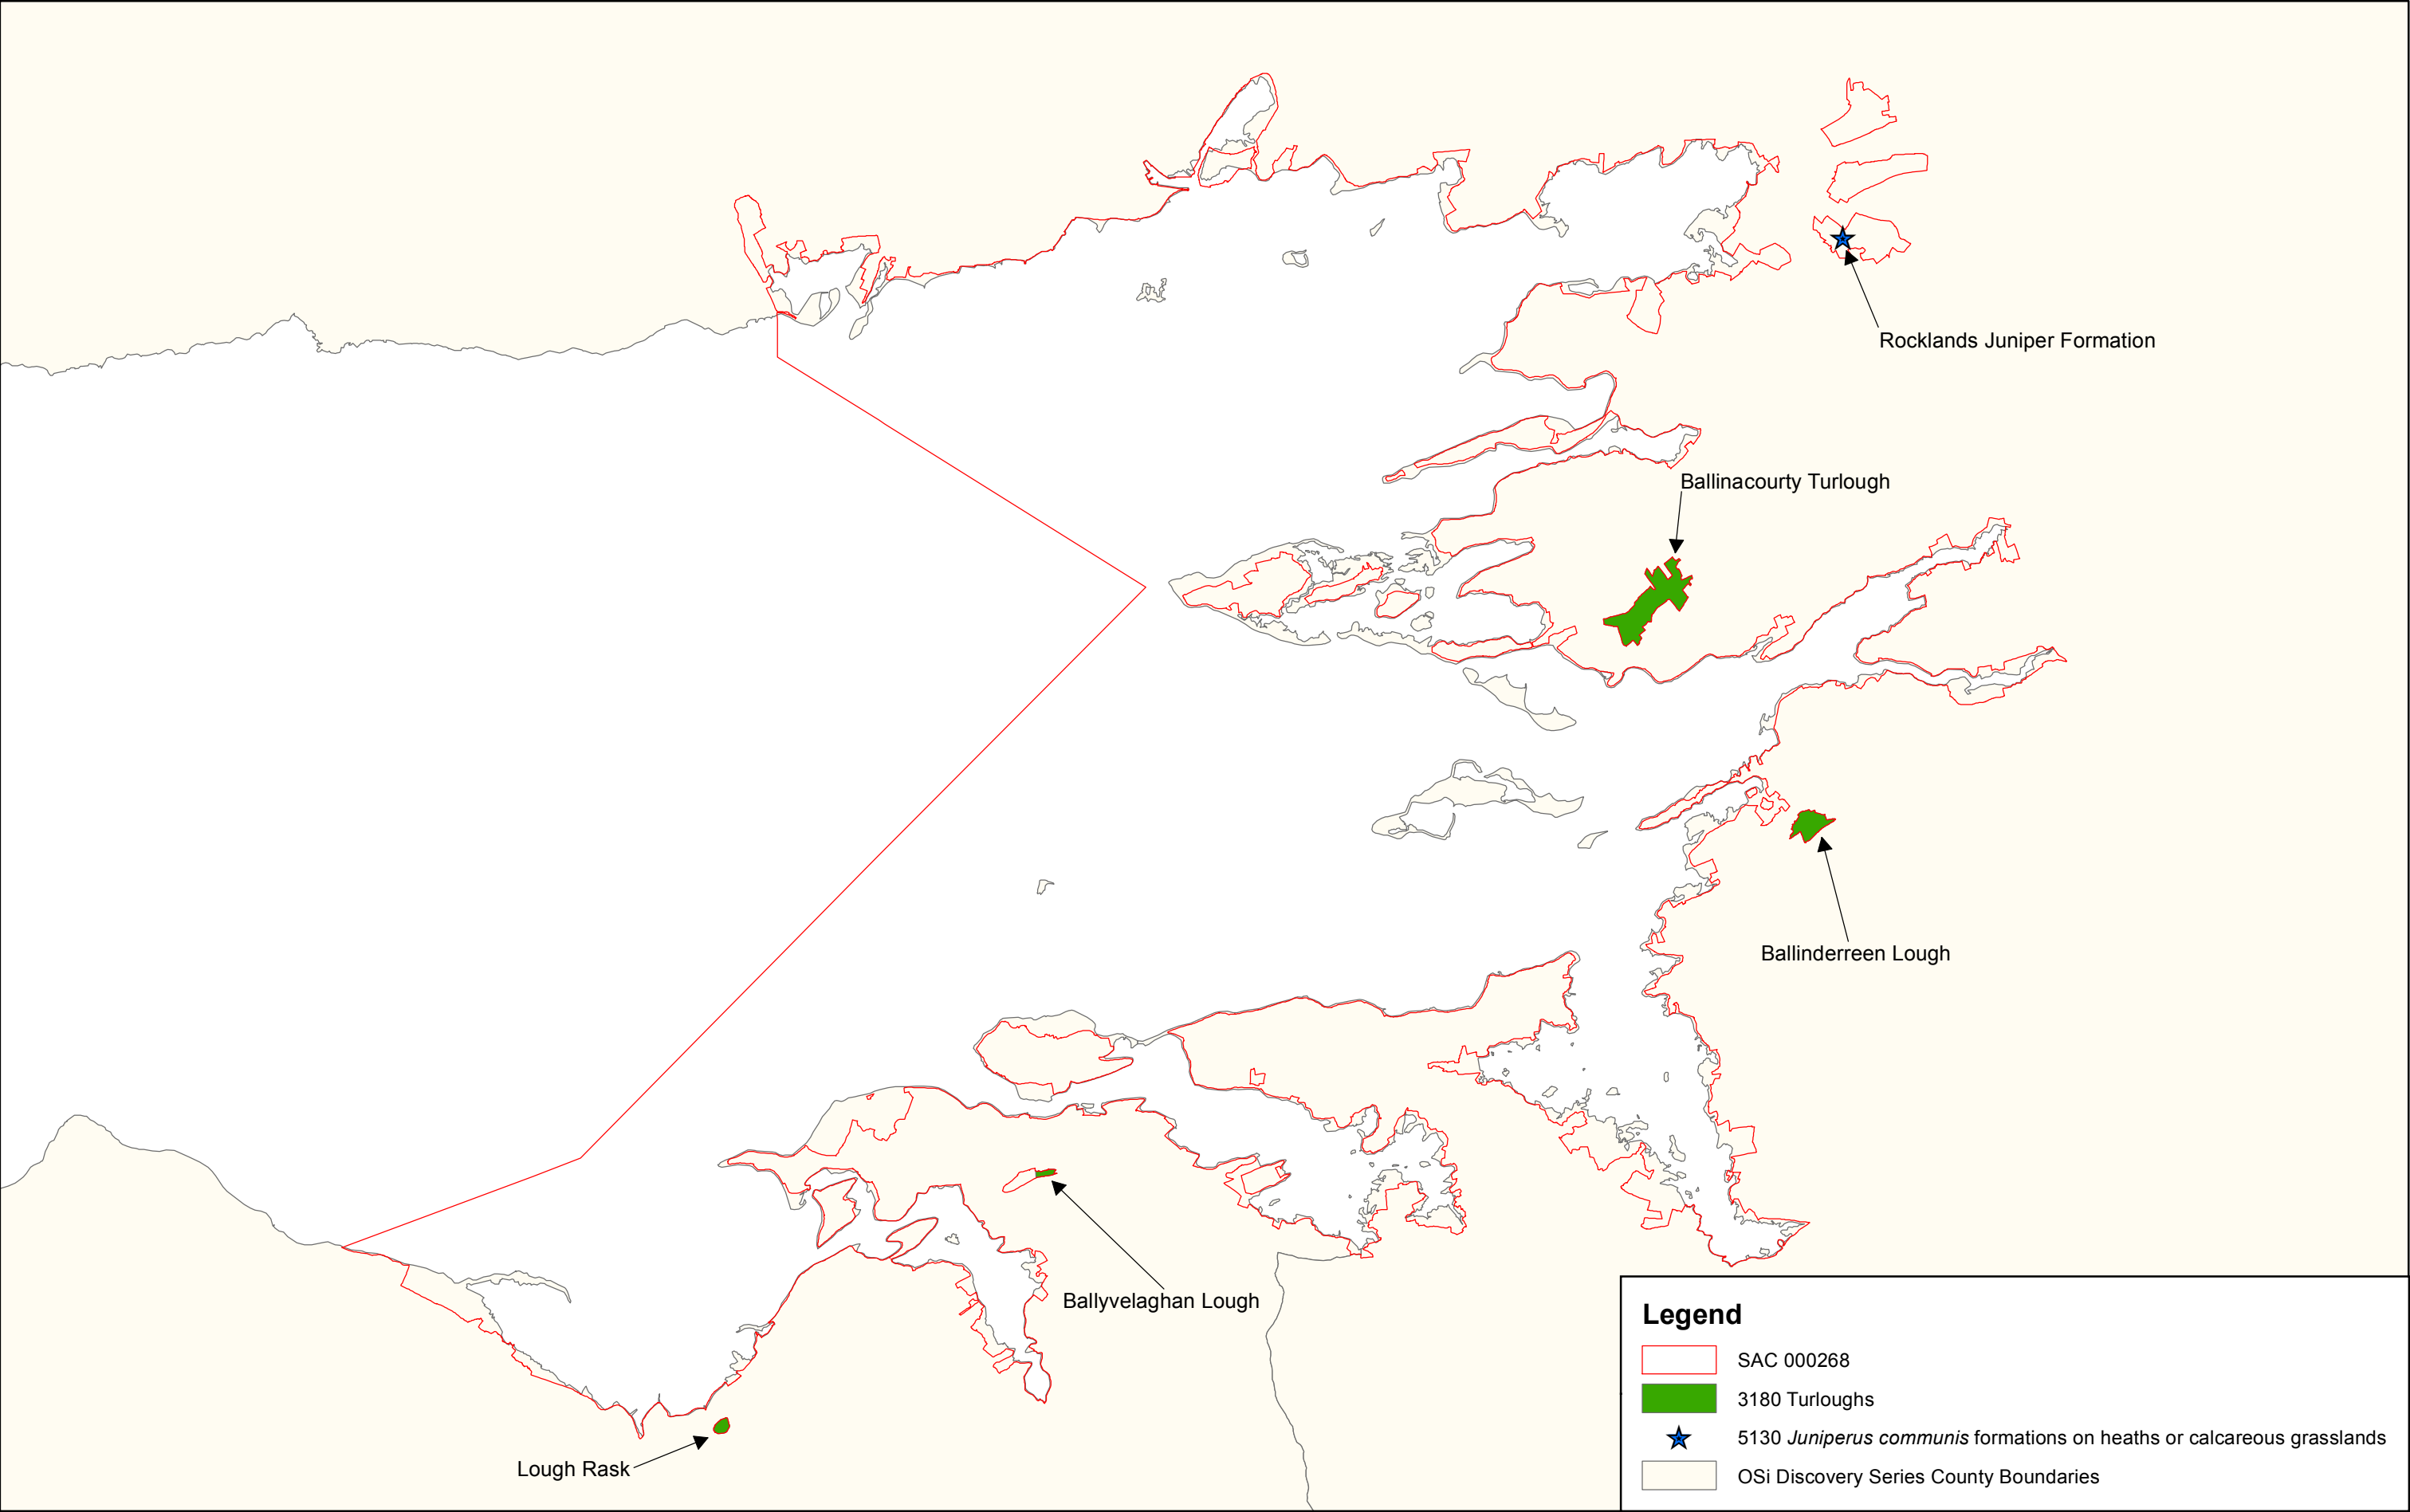 Rocklands Juniper Formation
Ballinacourty Turlough
Ballinderreen Lough
Ballyvelaghan Lough
Lough Rask
Legend
SAC 000268
3180 Turloughs
5130 Juniperus communis formations on heaths or calcareous grasslands
OSi Discovery Series County Boundaries